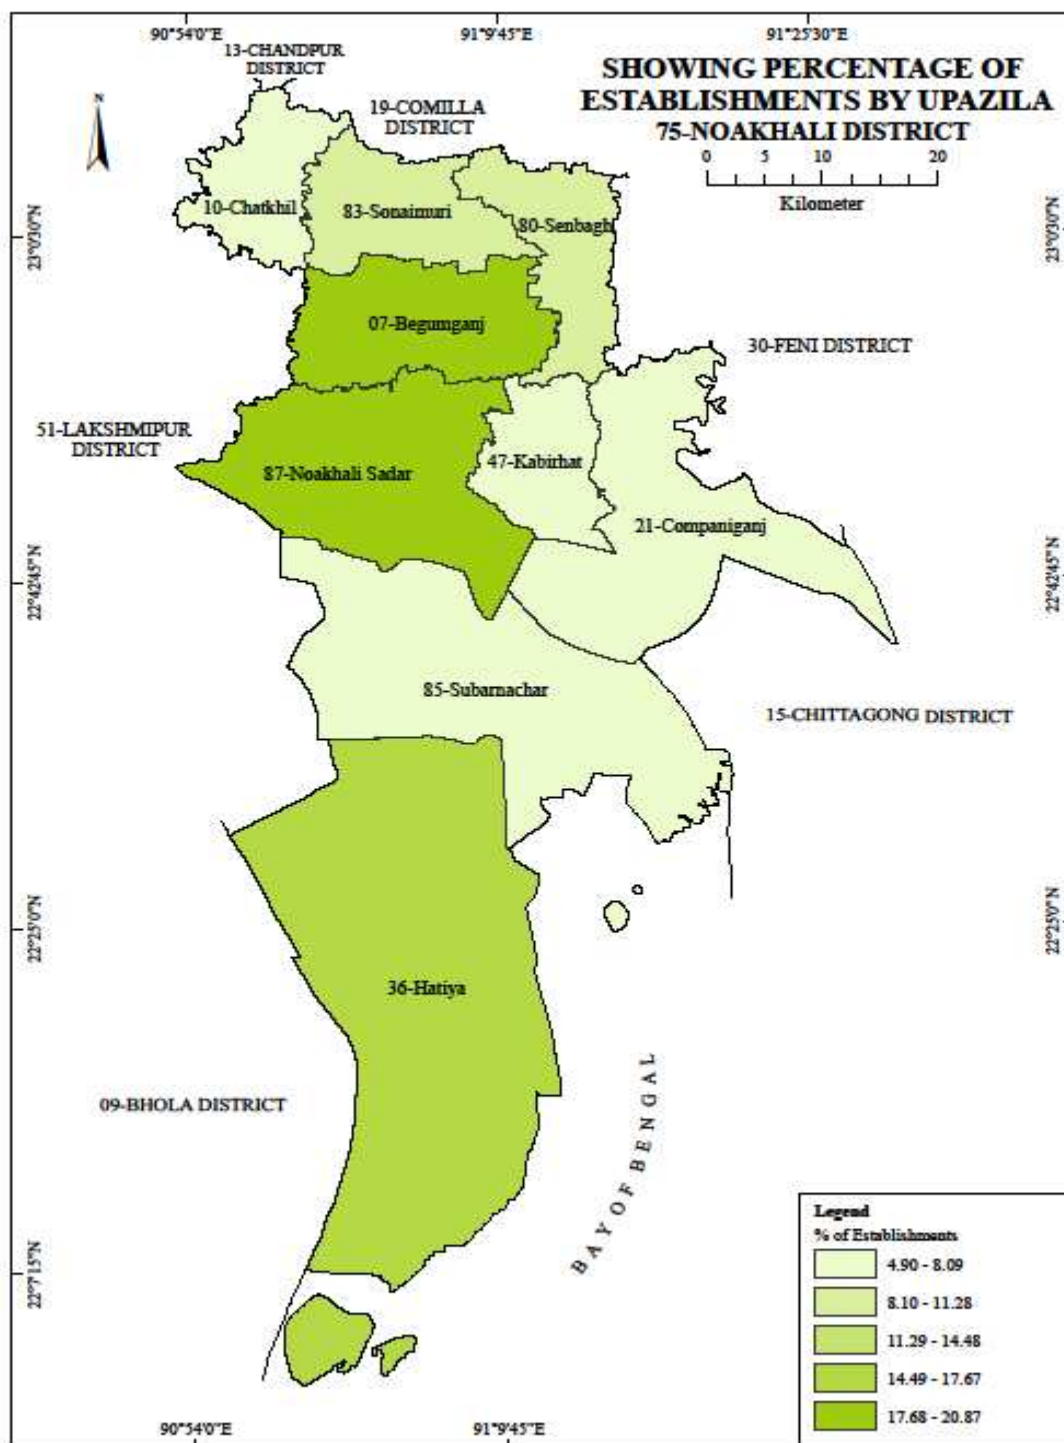 90°54'0"E
91°9'45"E
91°25'30"E
13-CHANDPUR
DISTRICT
SHOWING PERCENTAGE OF
ESTABLISHMENTS BY UPAZILA
75-NOAKHALI DISTRICT
N
19-COMILLA
DISTRICT
0 5 10 20
Kilometer
10-Chatkhil
83-Sonaimuri
80-Senbagh
23°0'30"N
23°0'30"N
07-Begumganj
30-FENI DISTRICT
51-LAKSHMIPUR
DISTRICT
87-Noakhali Sadar
47-Kabirhat
21-Companiganj
22°42'45"N
22°42'45"N
85-Subarnachar
15-CHITTAGONG DISTRICT
22°25'0"N
22°25'0"N
36-Hatiya
09-BHOLA DISTRICT
BAY OF BENGAL
22°7'15"N
Legend
% of Establishments
4.90 - 8.09
8.10 - 11.28
11.29 - 14.48
14.49 - 17.67
17.68 - 20.87
90°54'0"E
91°9'45"E